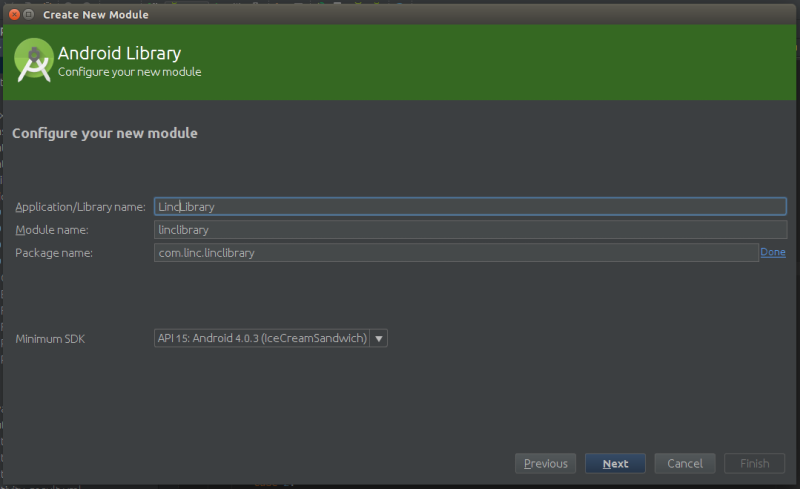 Create New Module
Android Library
Configure your new module
Configure your new module
Application/Library name: LincLibrary
Module name: linclibrary
Package name: com.linc.linclibrary Done
Minimum SDK API 15: Android 4.0.3 (IceCreamSandwich)
Previous Next Cancel Finish